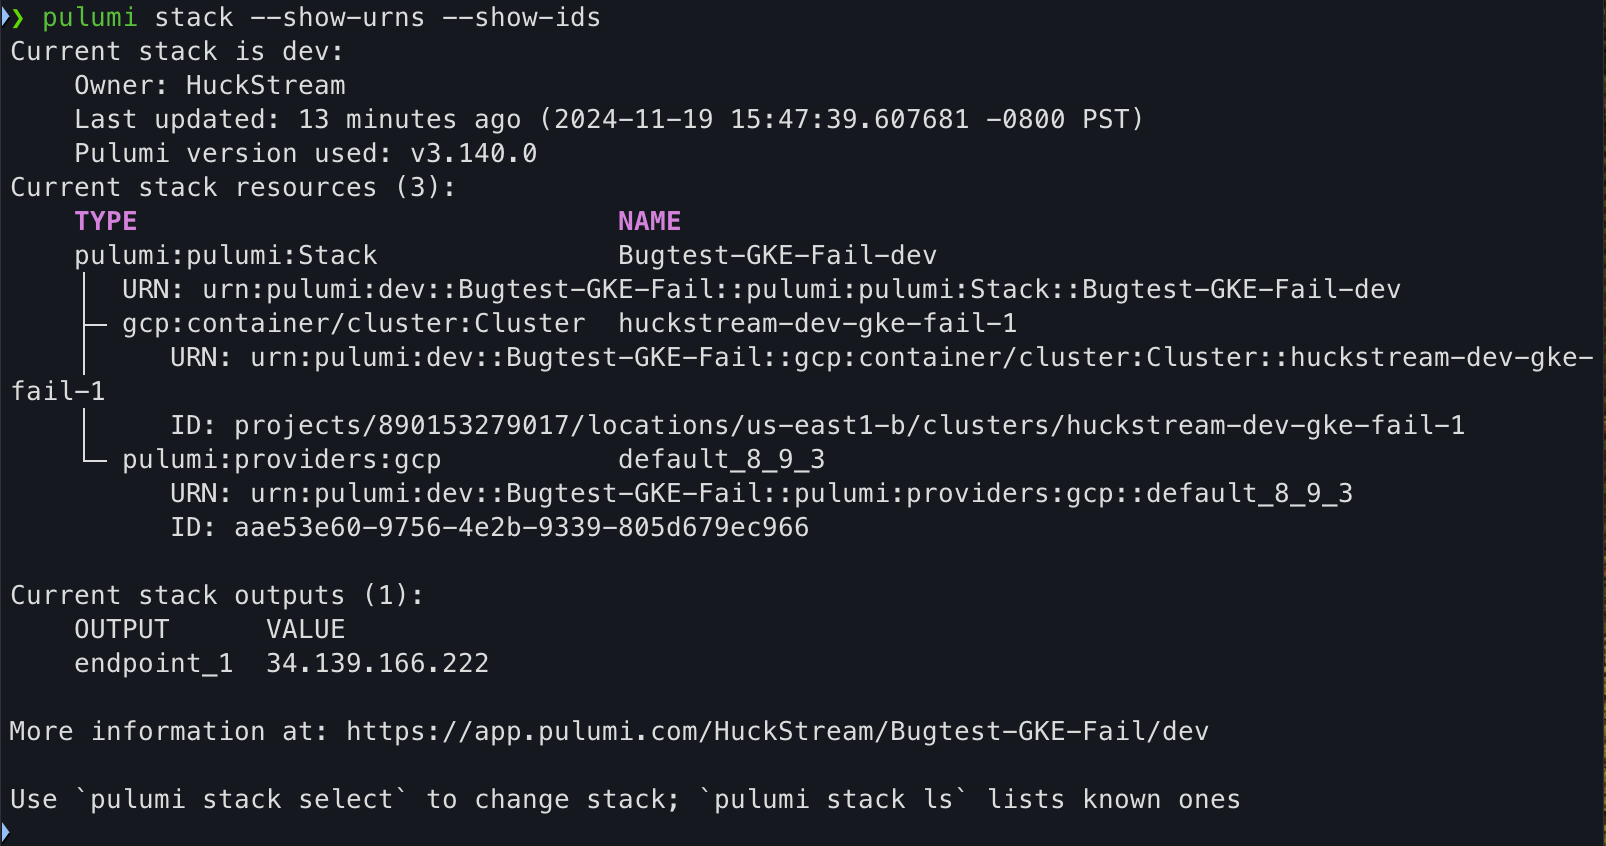 ❯ pulumi stack --show-urns --show-ids
Current stack is dev:
    Owner: HuckStream
    Last updated: 13 minutes ago (2024-11-19 15:47:39.607681 -0800 PST)
    Pulumi version used: v3.140.0
Current stack resources (3):
    TYPE                              NAME
    pulumi:pulumi:Stack               Bugtest-GKE-Fail-dev
    │  URN: urn:pulumi:dev::Bugtest-GKE-Fail::pulumi:pulumi:Stack::Bugtest-GKE-Fail-dev
    ├─ gcp:container/cluster:Cluster  huckstream-dev-gke-fail-1
    │     URN: urn:pulumi:dev::Bugtest-GKE-Fail::gcp:container/cluster:Cluster::huckstream-dev-gke-
fail-1
    │     ID: projects/890153279017/locations/us-east1-b/clusters/huckstream-dev-gke-fail-1
    └─ pulumi:providers:gcp           default_8_9_3
          URN: urn:pulumi:dev::Bugtest-GKE-Fail::pulumi:providers:gcp::default_8_9_3
          ID: aae53e60-9756-4e2b-9339-805d679ec966

Current stack outputs (1):
    OUTPUT      VALUE
    endpoint_1  34.139.166.222

More information at: https://app.pulumi.com/HuckStream/Bugtest-GKE-Fail/dev

Use `pulumi stack select` to change stack; `pulumi stack ls` lists known ones